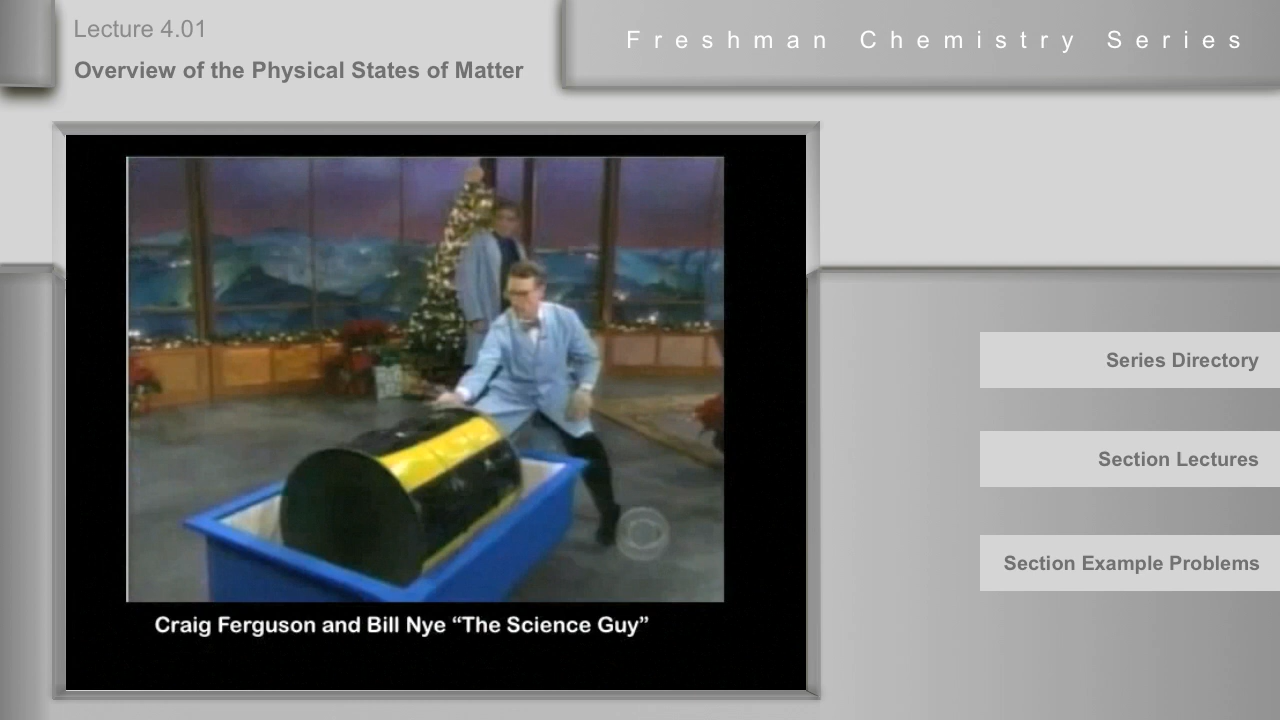 Lecture 4.01
Overview of the Physical States of Matter
Freshman Chemistry Series
Series Directory
Section Lectures
Section Example Problems
Craig Ferguson and Bill Nye “The Science Guy”